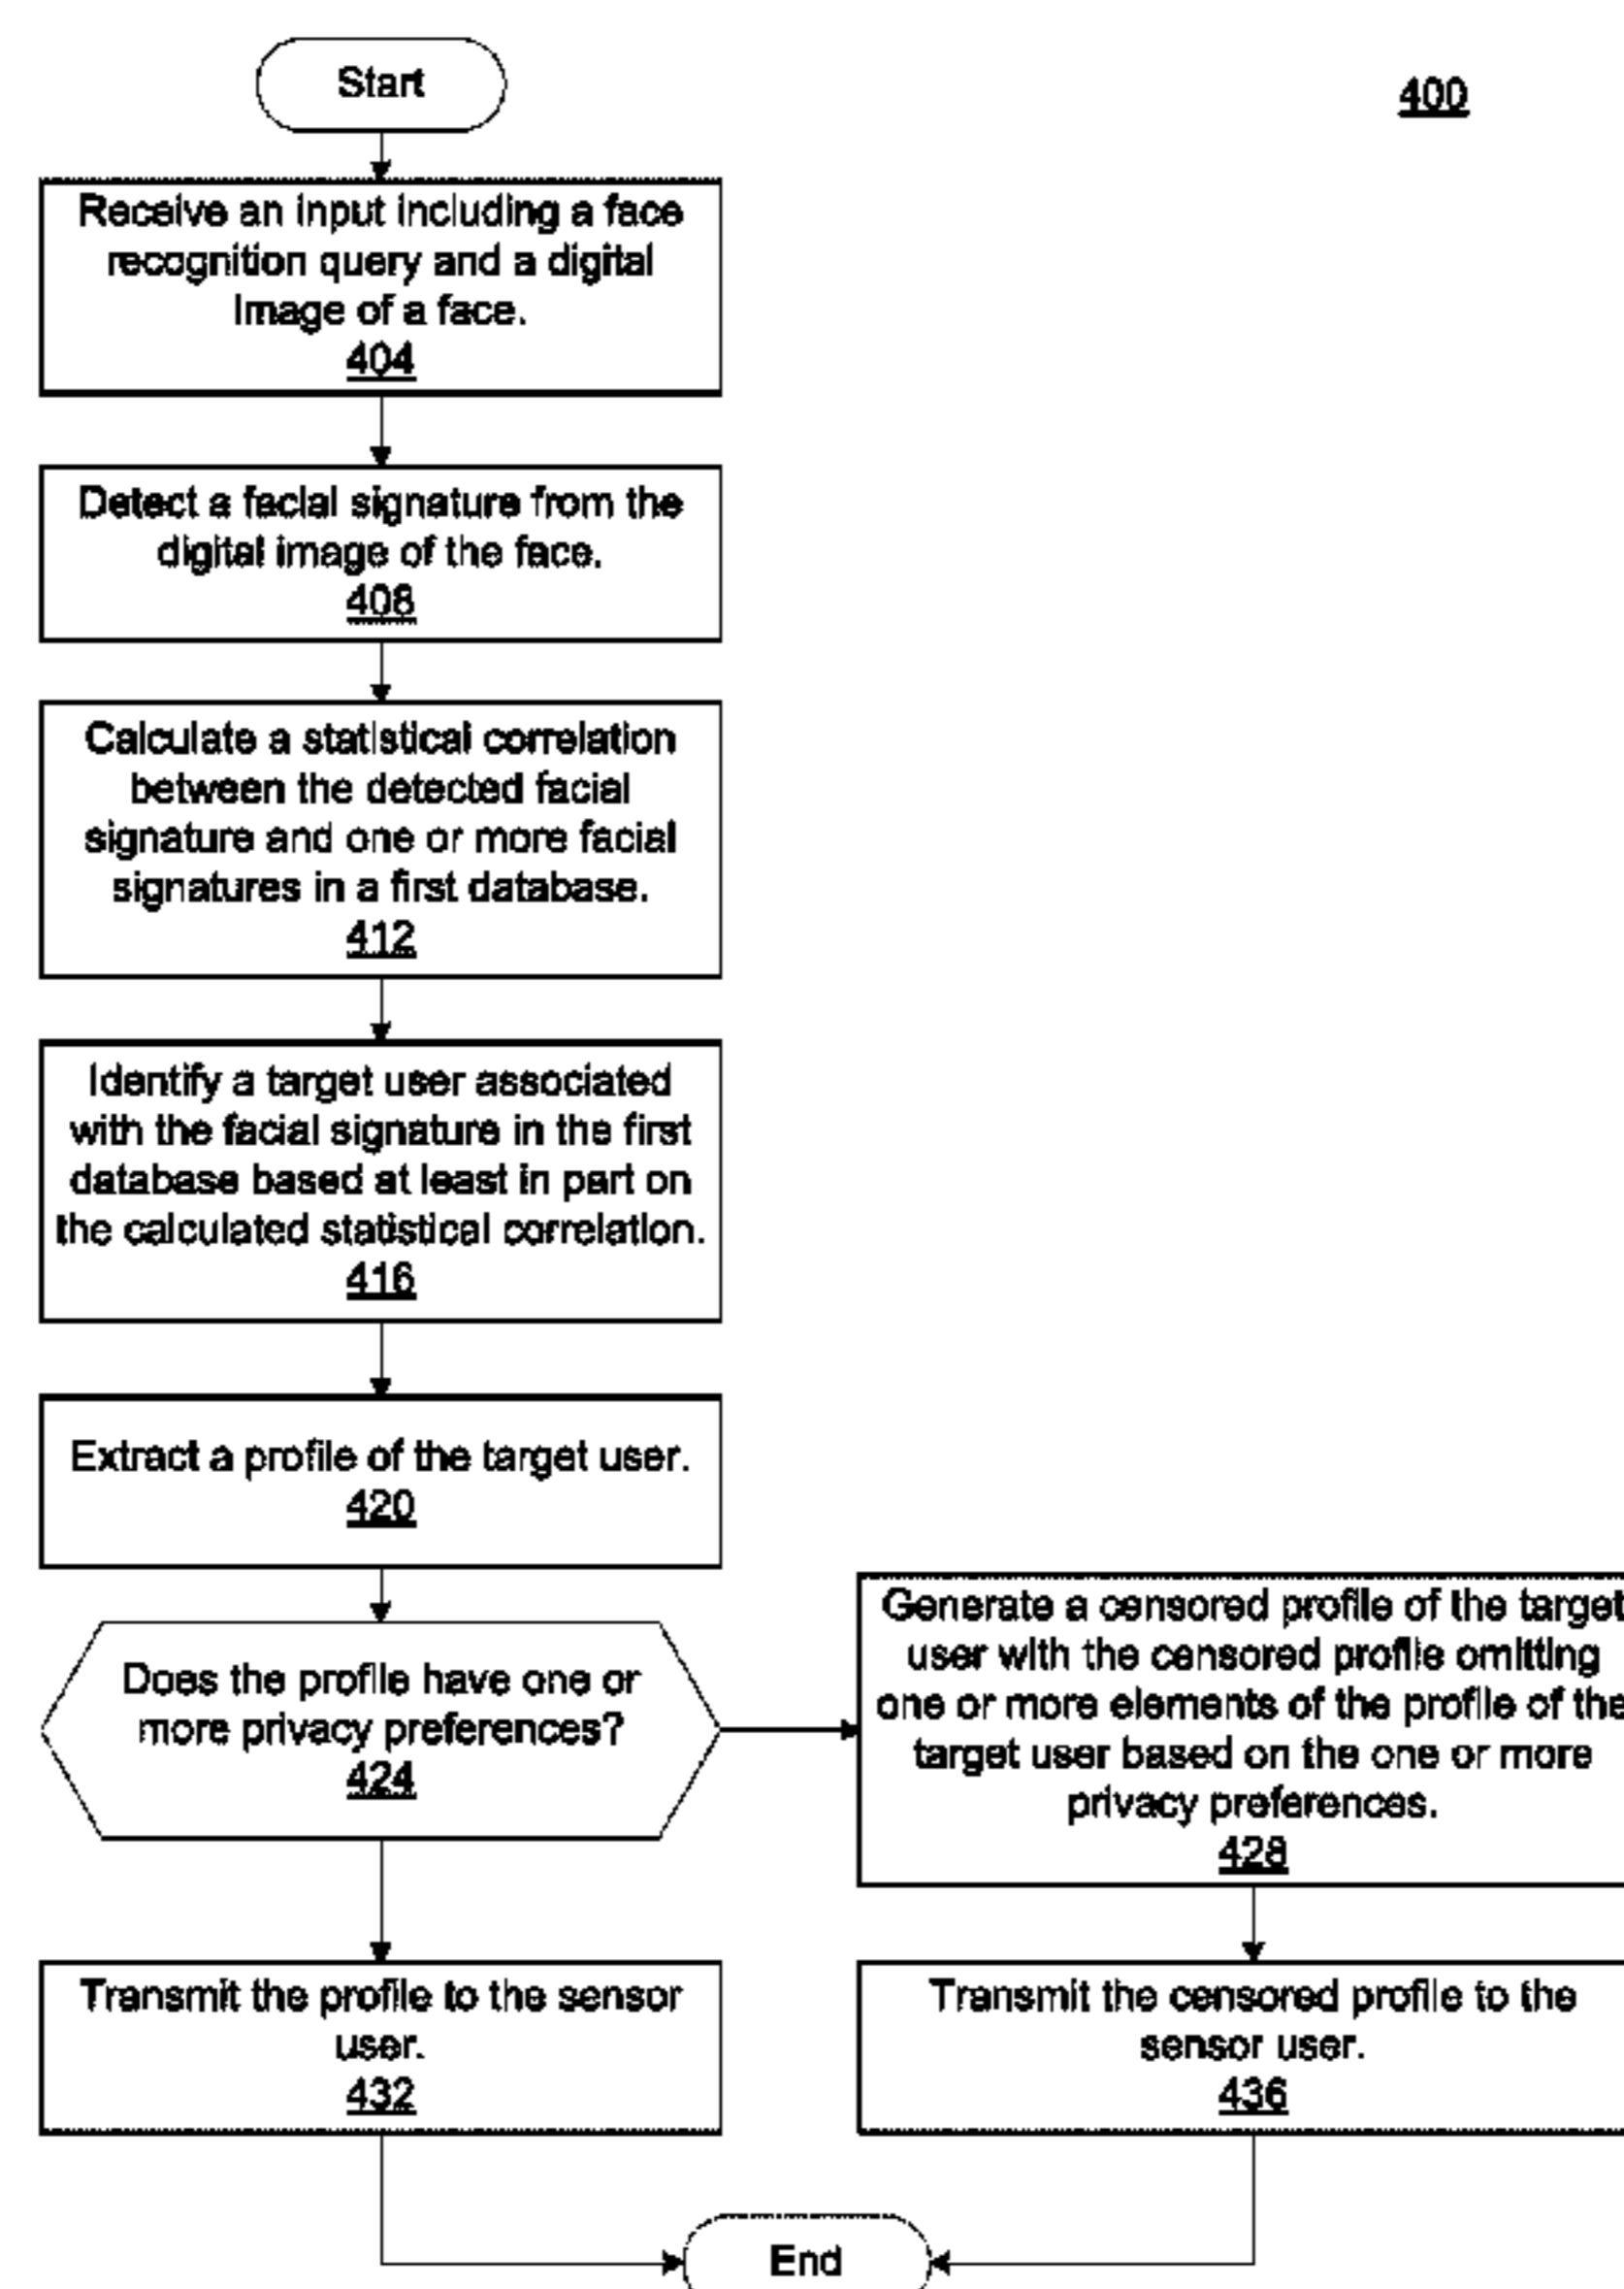 Start
400
Receive an input including a face
recognition query and a digital
image of a face.
404
Detect a facial signature from the
digital image of the face.
408
Calculate a statistical correlation
between the detected facial
signature and one or more facial
signatures in a first database.
412
Identify a target user associated
with the facial signature in the first
database based at least in part on
the calculated statistical correlation.
416
Extract a profile of the target user.
420
Does the profile have one or
more privacy preferences?
424
Generate a censored profile of the target
user with the censored profile omitting
one or more elements of the profile of the
target user based on the one or more
privacy preferences.
428
Transmit the profile to the sensor
user.
432
Transmit the censored profile to the
sensor user.
436
End